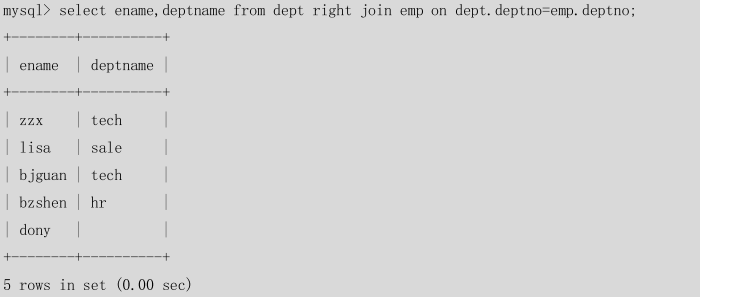 mysql> select ename,deptname from dept right join emp on dept.deptno=emp.deptno;
+--------+----------+
| ename | deptname |
+--------+----------+
| zzx | tech |
| lisa | sale |
| bjguan | tech |
| bzshen | hr |
| dony | |
+--------+----------+
5 rows in set (0.00 sec)